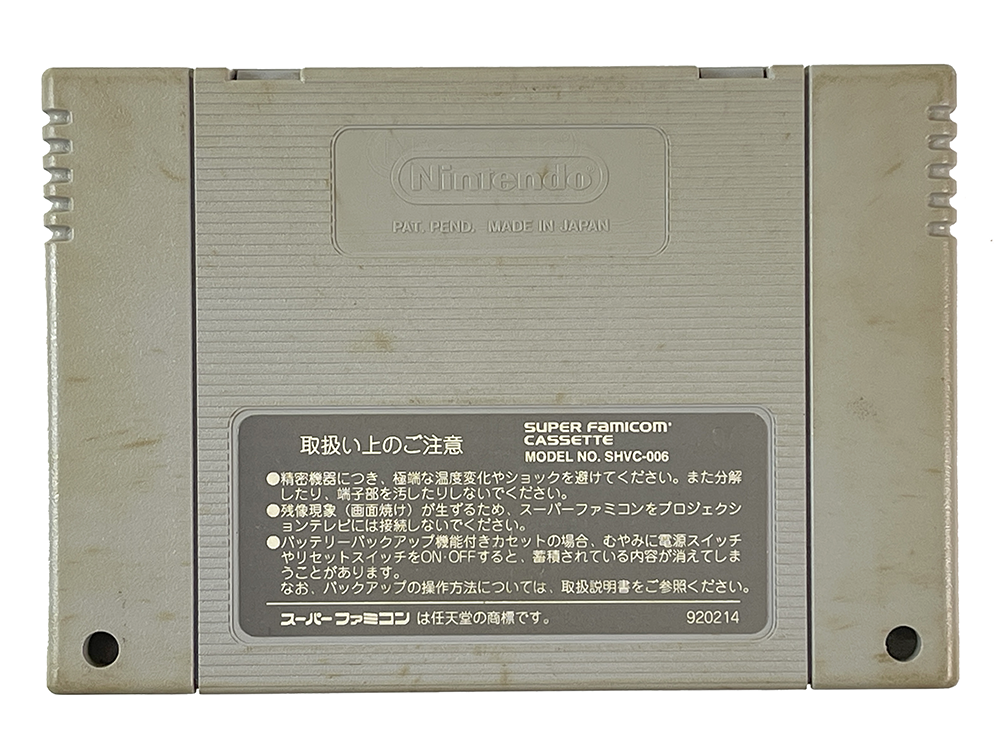 Nintendo
PAT. PEND. MADE IN JAPAN
取扱い上のご注意
SUPER FAMICOM
CASSETTE
MODEL NO. SHVC-006
●精密機器につき、極端な温度変化やショックを避けてください。また分解
したり、端子部を汚したりしないでください。
●残像現象（画面焼け）が生ずるため、スーパーファミコンをプロジェクシ
ョンテレビには接続しないでください。
●バッテリーバックアップ機能付きカセットの場合、むやみに電源スイッチ
やリセットスイッチをON·OFFすると、蓄積されている内容が消えてしま
うことがあります。
なお、バックアップの操作方法については、取扱説明書をご参照ください。
スーパーファミコン は任天堂の商標です。
920214